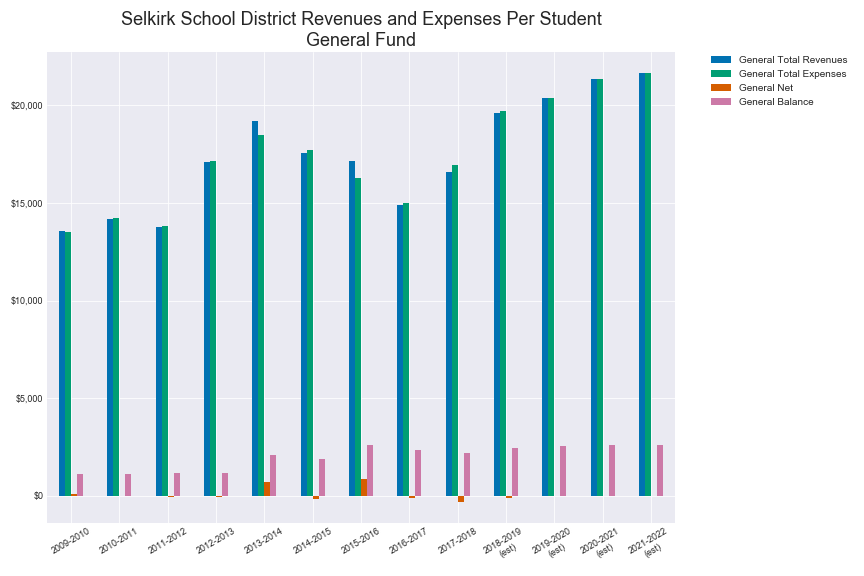 Selkirk School District Revenues and Expenses Per Student
General Fund
General Total Revenues
General Total Expenses
General Net
General Balance
$20,000
$15,000
$10,000
$5,000
$0
2009-2010
2010-2011
2011-2012
2012-2013
2013-2014
2014-2015
2015-2016
2016-2017
2017-2018
2018-2019
(est)
2019-2020
(est)
2020-2021
(est)
2021-2022
(est)